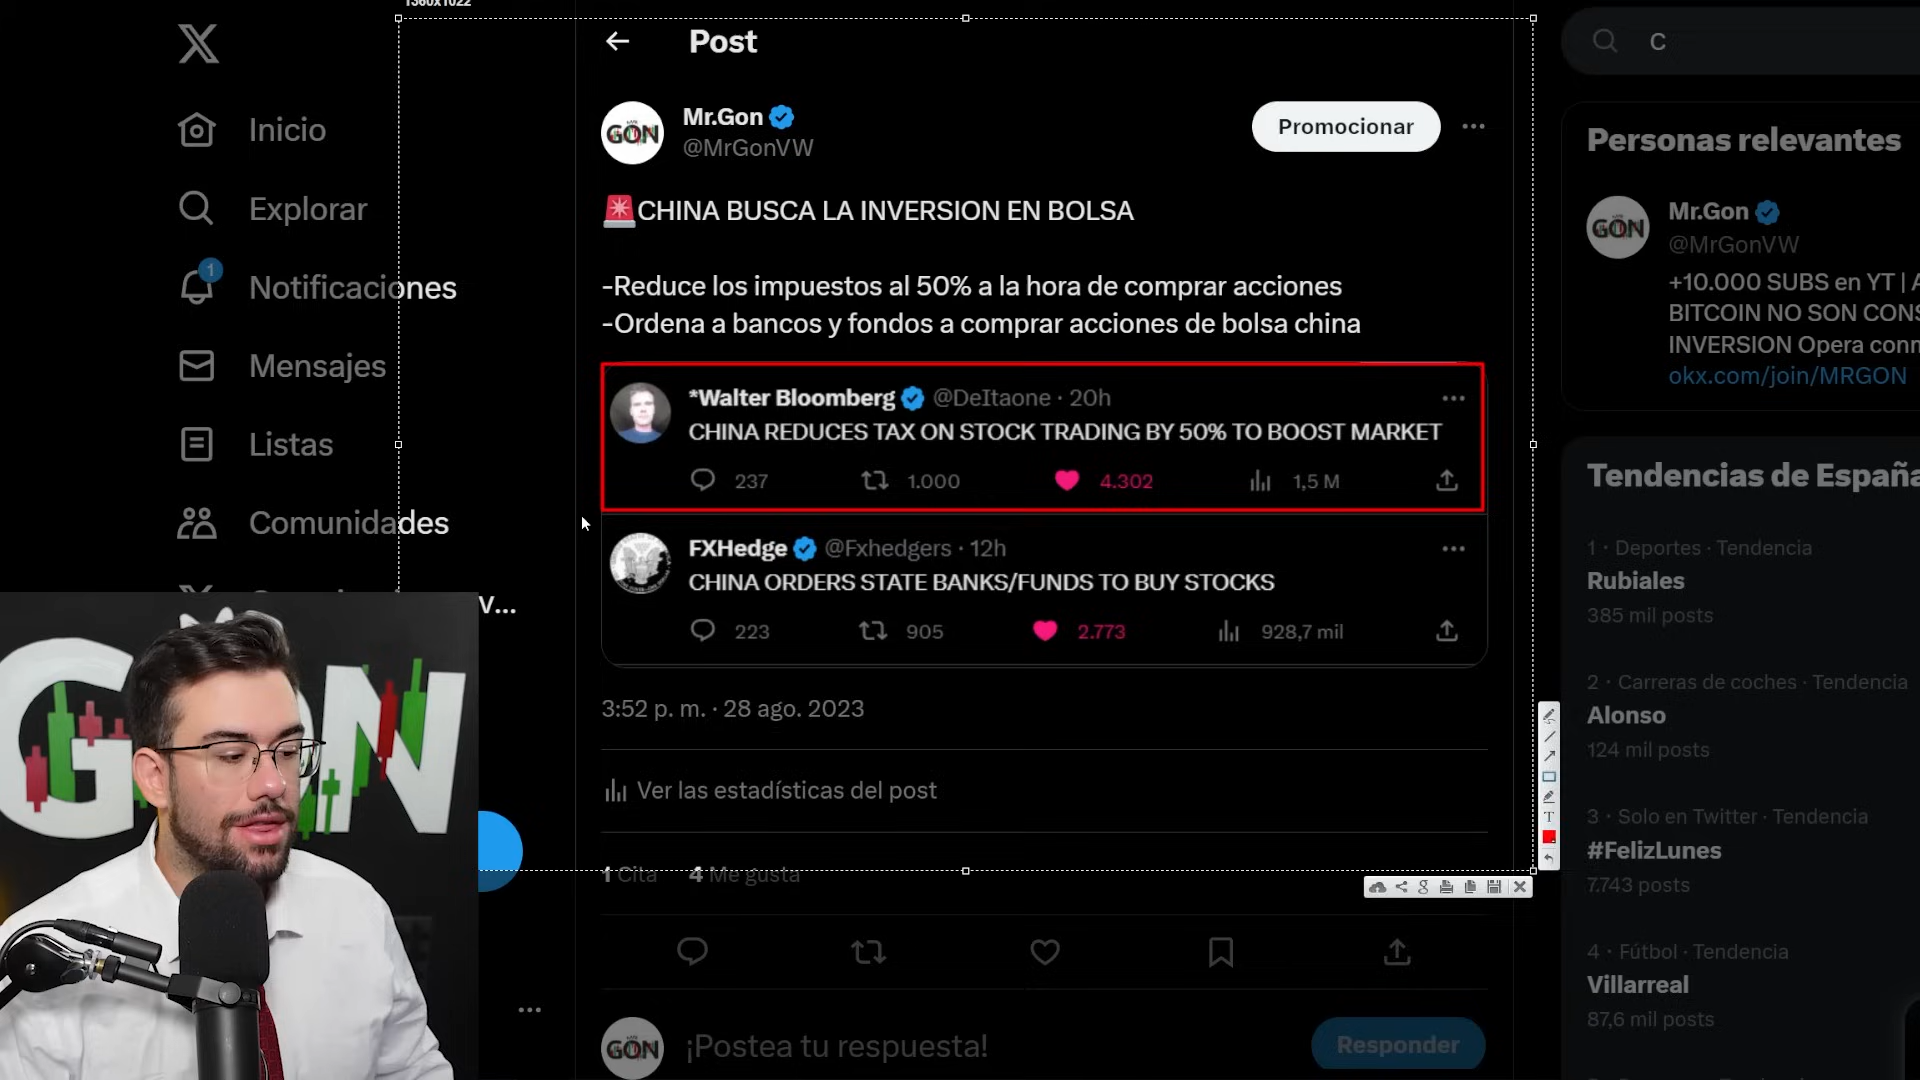 1360x1022
Post
C
Mr.Gon
@MrGonVW
Promocionar
GON
🚨CHINA BUSCA LA INVERSION EN BOLSA
-Reduce los impuestos al 50% a la hora de comprar acciones
-Ordena a bancos y fondos a comprar acciones de bolsa china
*Walter Bloomberg @DeItaone · 20h
CHINA REDUCES TAX ON STOCK TRADING BY 50% TO BOOST MARKET
237 1.000 4.302 1,5 M
FXHedge @Fxhedgers · 12h
CHINA ORDERS STATE BANKS/FUNDS TO BUY STOCKS
223 905 2.773 928,7 mil
3:52 p. m. · 28 ago. 2023
Ver las estadísticas del post
1 Cita 4 Me gusta
GON
¡Postea tu respuesta!
Responder
Inicio
Explorar
1
Notificaciones
Mensajes
Listas
Comunidades
v...
GON
Personas relevantes
GON
Mr.Gon
@MrGonVW
+10.000 SUBS en YT | A
BITCOIN NO SON CONS
INVERSION Opera conm
okx.com/join/MRGON
Tendencias de España
1 · Deportes · Tendencia
Rubiales
385 mil posts
2 · Carreras de coches · Tendencia
Alonso
124 mil posts
3 · Solo en Twitter · Tendencia
#FelizLunes
7.743 posts
4 · Fútbol · Tendencia
Villarreal
87,6 mil posts
T
g